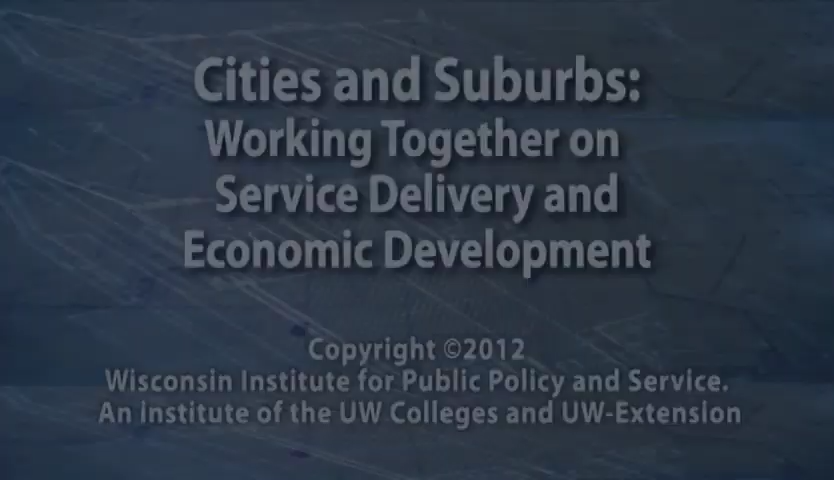 Cities and Suburbs:
Working Together on
Service Delivery and
Economic Development
Copyright ©2012
Wisconsin Institute for Public Policy and Service.
An institute of the UW Colleges and UW-Extension